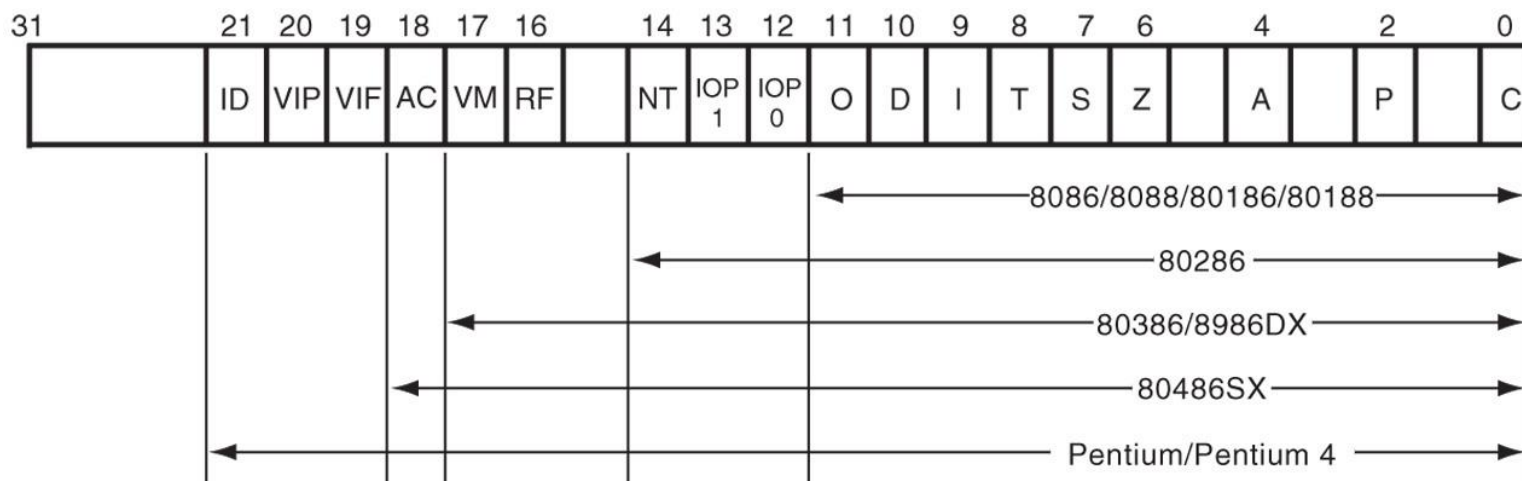 31 21 20 19 18 17 16 14 13 12 11 10 9 8 7 6 4 2 0
ID VIP VIF AC VM RF NT IOP 1 IOP 0 O D I T S Z A P C
8086/8088/80186/80188
80286
80386/8986DX
80486SX
Pentium/Pentium 4